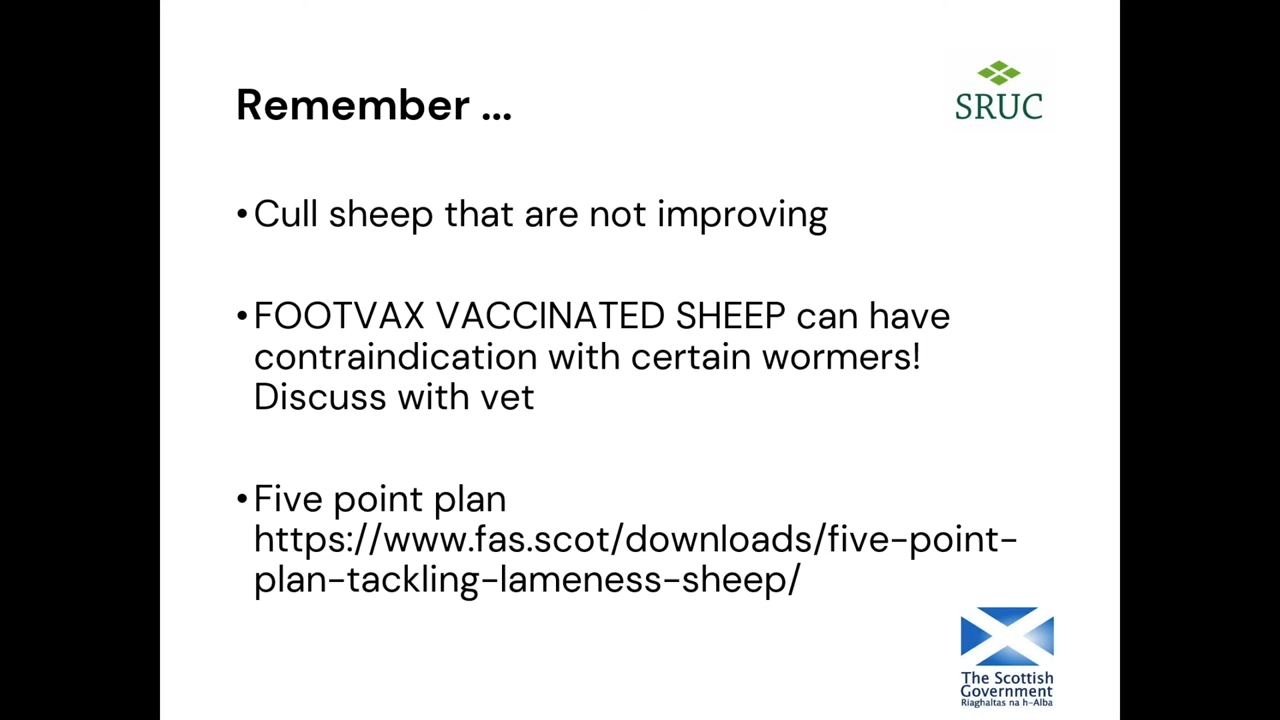 Remember ...
SRUC
• Cull sheep that are not improving
• FOOTVAX VACCINATED SHEEP can have
contraindication with certain wormers!
Discuss with vet
• Five point plan
https://www.fas.scot/downloads/five-point-
plan-tackling-lameness-sheep/
The Scottish
Government
Riaghaltas na h-Alba